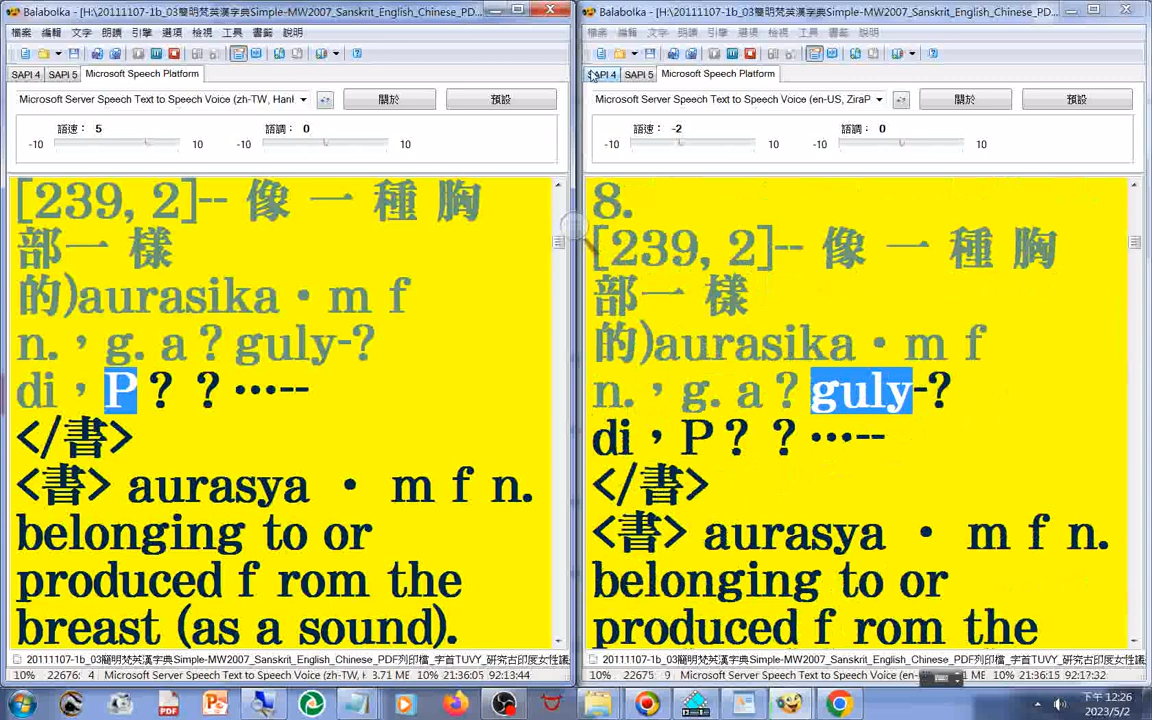 Balabolka - [H:\20111107-1b_03簡明梵英漢字典Simple-MW2007_Sanskrit_English_Chinese_PD...
檔案 編輯 文字 朗讀 引擎 選項 檢視 工具 書籤 說明
SAPI 4 SAPI 5 Microsoft Speech Platform
Microsoft Server Speech Text to Speech Voice (zh-TW, Hanl
關於 預設
語速： 5 語調： 0
-10 10 -10 10
[239, 2]-- 像 一 種 胸
部一 樣
的)aurasika・m f
n.，g. a？guly-?
di，P？？…--
</書>
<書> aurasya ・ m f n.
belonging to or
produced f rom the
breast (as a sound).
20111107-1b_03簡明梵英漢字典Simple-MW2007_Sanskrit_English_Chinese_PDF列印檔_字首TUVY_研究古印度女性議
10% 22676: 4 Microsoft Server Speech Text to Speech Voice (zh-TW, H 3.71 ME 10% 21:36:05 92:13:44
Balabolka - [H:\20111107-1b_03簡明梵英漢字典Simple-MW2007_Sanskrit_English_Chinese_PD...
檔案 編輯 文字 朗讀 引擎 選項 檢視 工具 書籤 說明
SAPI 4 SAPI 5 Microsoft Speech Platform
Microsoft Server Speech Text to Speech Voice (en-US, ZiraP
關於 預設
語速： -2 語調： 0
-10 10 -10 10
8.
[239, 2]-- 像 一 種 胸
部一 樣
的)aurasika・m f
n.，g. a？guly-?
di，P？？…--
</書>
<書> aurasya ・ m f n.
belonging to or
produced f rom the
20111107-1b_03簡明梵英漢字典Simple-MW2007_Sanskrit_English_Chinese_PDF列印檔_字首TUVY_研究古印度女性議
10% 22675: 9 Microsoft Server Speech Text to Speech Voice (en- ME 10% 21:36:15 92:17:32
下午 12:26
2023/5/2